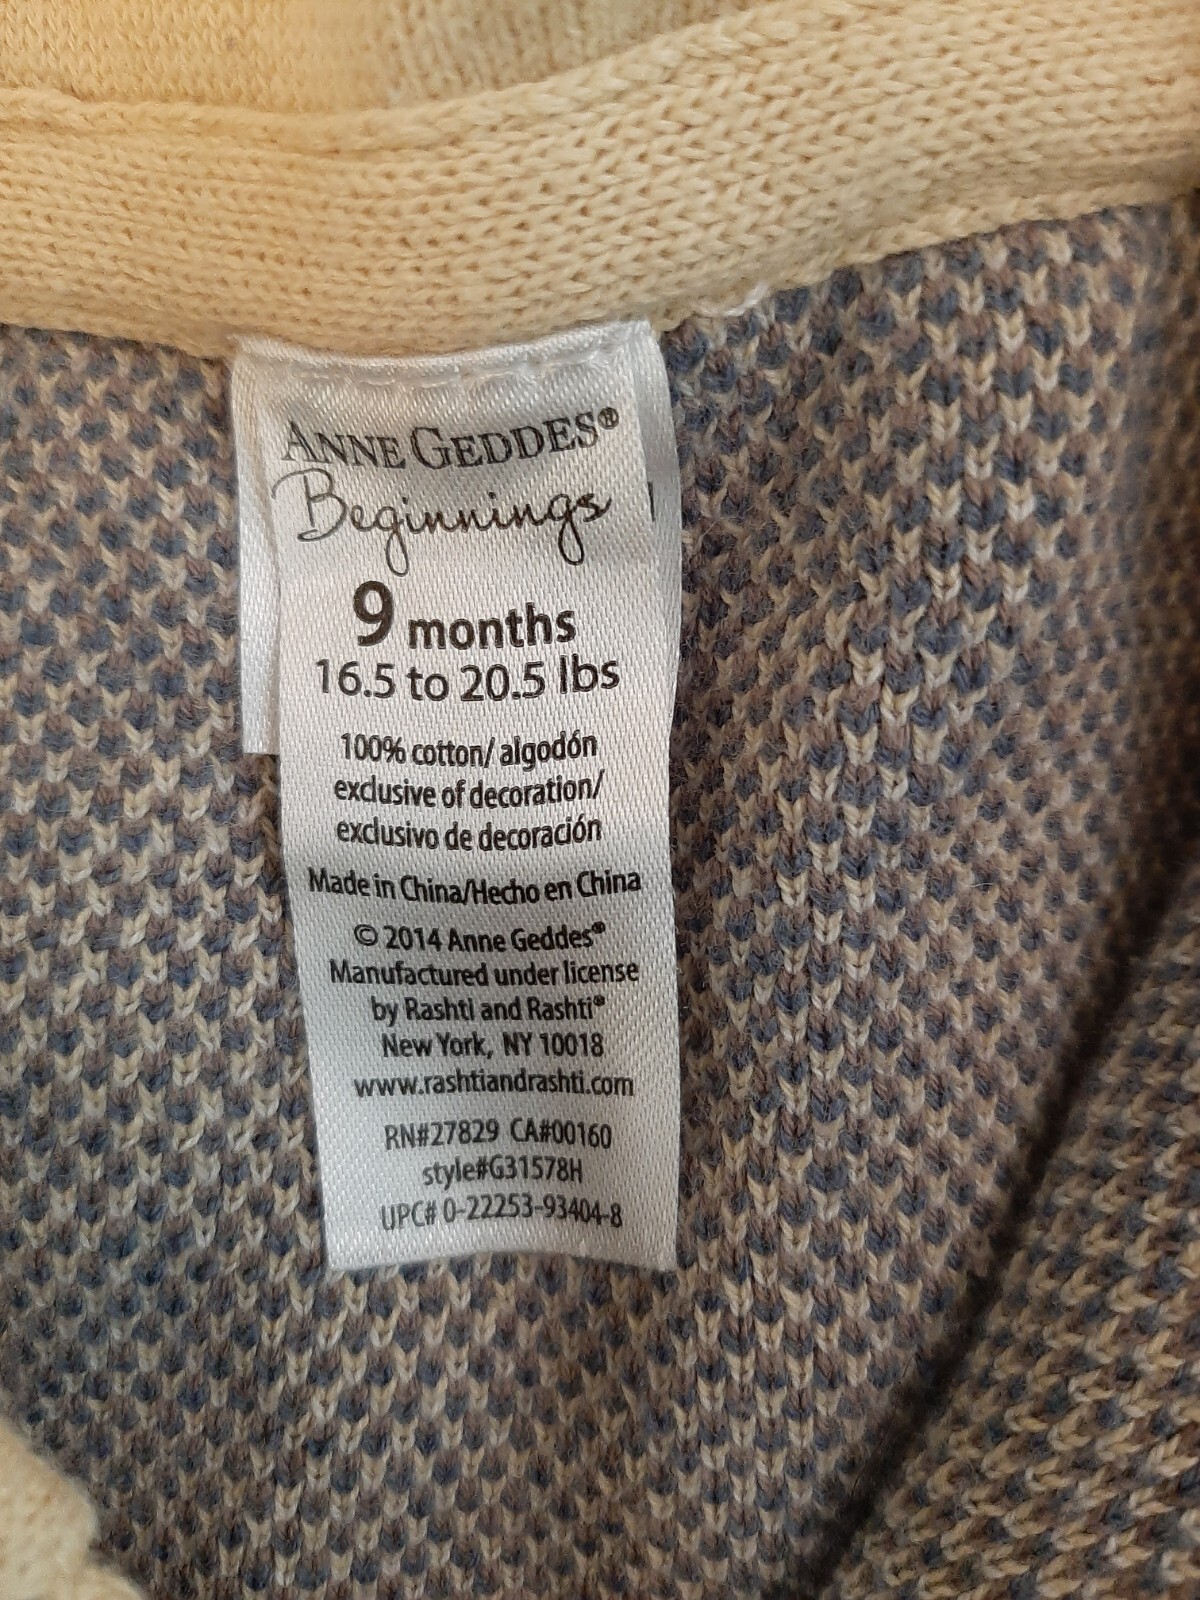 ANNE GEDDES®
Beginnings
9 months
16.5 to 20.5 lbs
100% cotton/ algodón
exclusive of decoration/
exclusivo de decoración
Made in China/Hecho en China
© 2014 Anne Geddes®
Manufactured under license
by Rashti and Rashti®
New York, NY 10018
www.rashtiandrashti.com
RN#27829 CA#00160
style#G31578H
UPC# 0-22253-93404-8